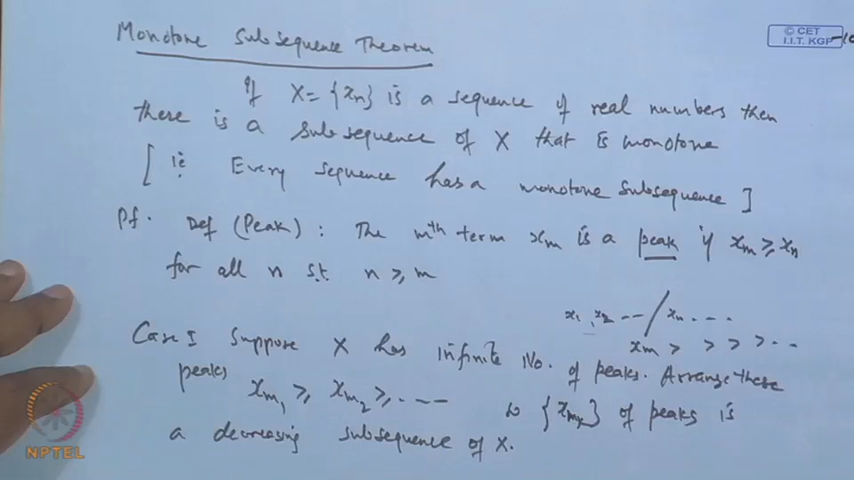 Monotone Subsequence Theorem
© CET
I.I.T. KGP
If X = {xn} is a sequence of real numbers then
there is a subsequence of X that is monotone
[ ie Every sequence has a monotone subsequence ]
Pf. Def (Peak) : The mth term xm is a peak if xm ≥ xn
for all n s.t n ≥ m
x1, x2 --- / xn ....
xm > > > > ...
Case I Suppose X has infinite No. of peaks. Arrange these
peaks xm1 ≥ xm2 ≥ .--- so {xmk} of peaks is
a decreasing subsequence of X.
NPTEL